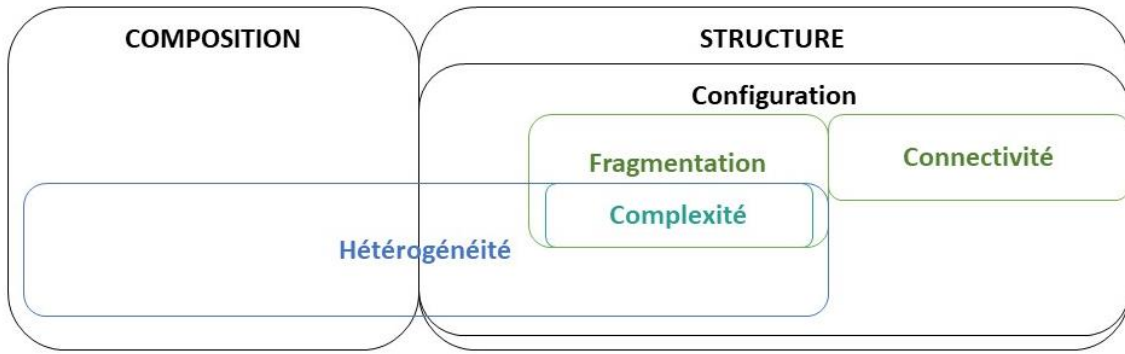 COMPOSITION
STRUCTURE
Configuration
Fragmentation
Connectivité
Complexité
Hétérogénéité